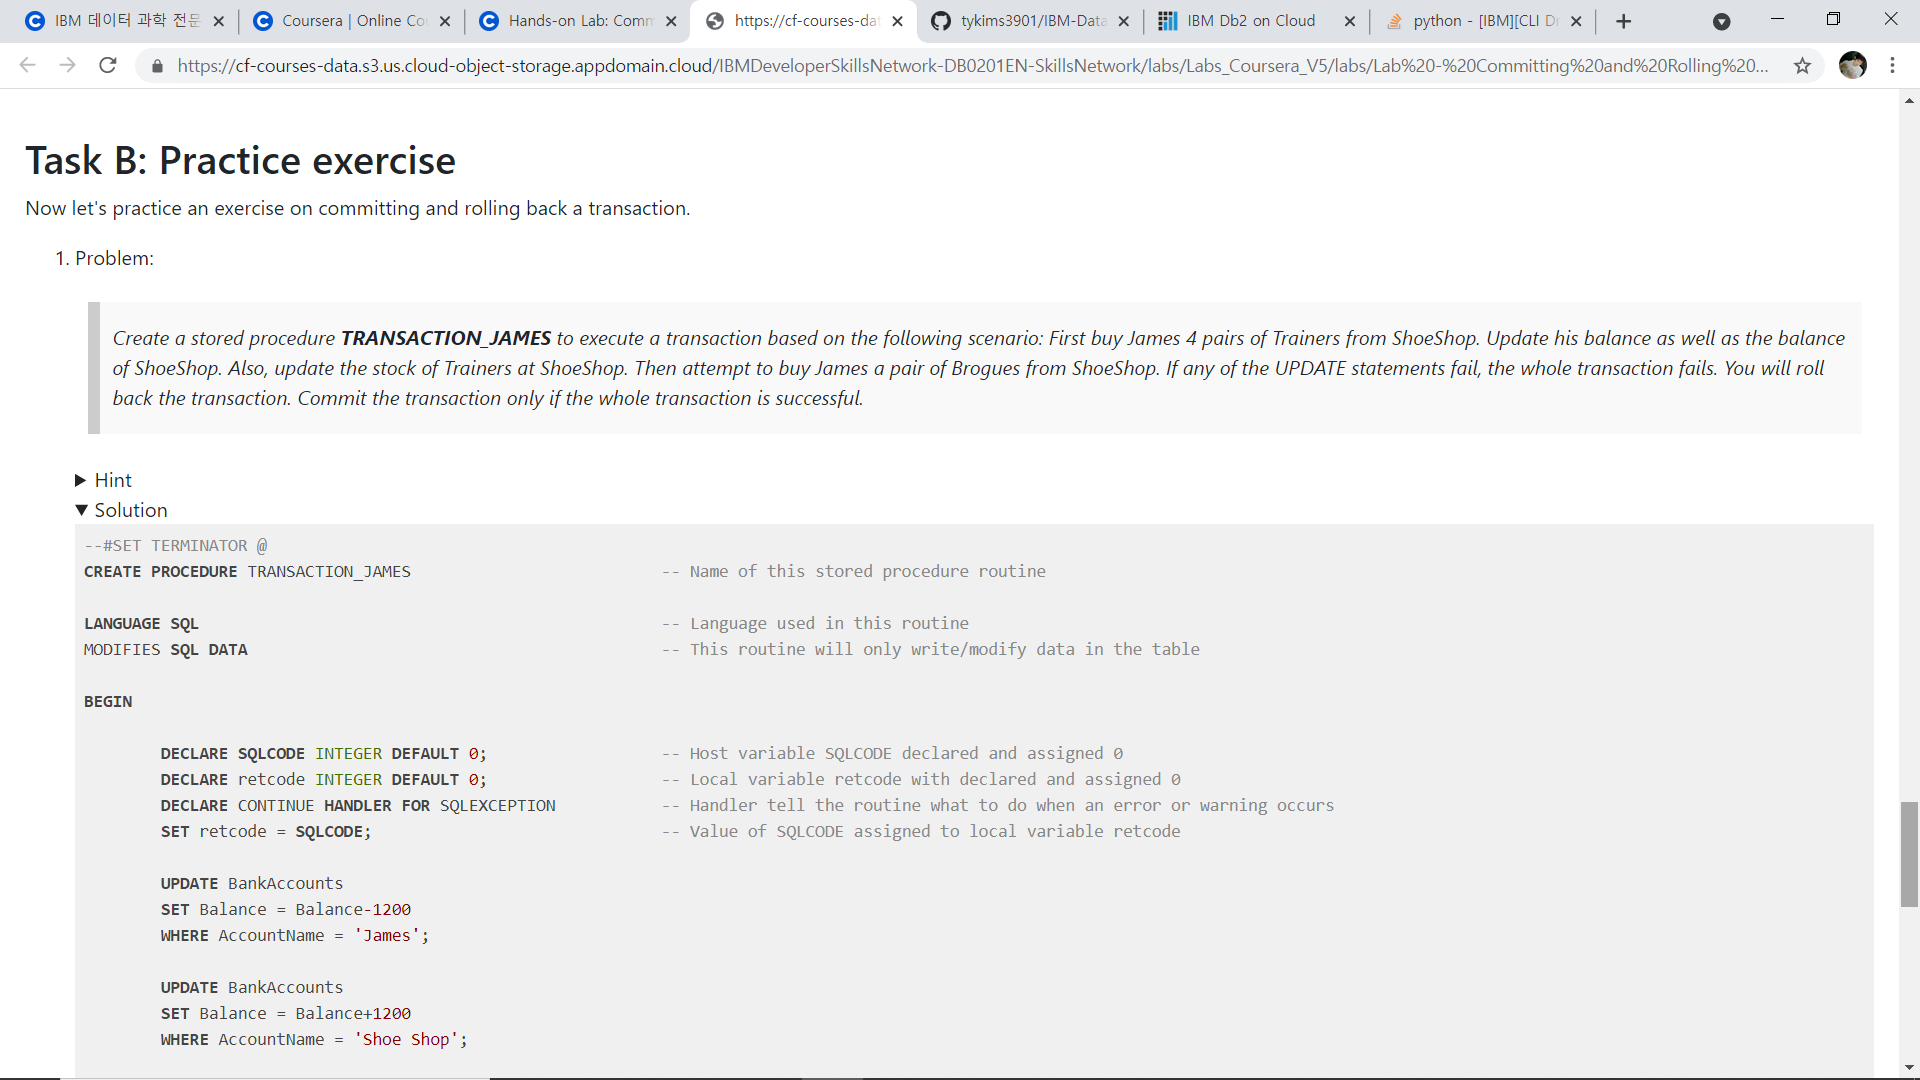 IBM 데이터 과학 전문
Coursera | Online Co
Hands-on Lab: Comm
https://cf-courses-dat
tykims3901/IBM-Data
IBM Db2 on Cloud
python - [IBM][CLI Dr
https://cf-courses-data.s3.us.cloud-object-storage.appdomain.cloud/IBMDeveloperSkillsNetwork-DB0201EN-SkillsNetwork/labs/Labs_Coursera_V5/labs/Lab%20-%20Committing%20and%20Rolling%20...
Task B: Practice exercise
Now let's practice an exercise on committing and rolling back a transaction.
1. Problem:
Create a stored procedure TRANSACTION_JAMES to execute a transaction based on the following scenario: First buy James 4 pairs of Trainers from ShoeShop. Update his balance as well as the balance
of ShoeShop. Also, update the stock of Trainers at ShoeShop. Then attempt to buy James a pair of Brogues from ShoeShop. If any of the UPDATE statements fail, the whole transaction fails. You will roll
back the transaction. Commit the transaction only if the whole transaction is successful.
Hint
Solution
--#SET TERMINATOR @
CREATE PROCEDURE TRANSACTION_JAMES -- Name of this stored procedure routine
LANGUAGE SQL -- Language used in this routine
MODIFIES SQL DATA -- This routine will only write/modify data in the table
BEGIN
DECLARE SQLCODE INTEGER DEFAULT 0; -- Host variable SQLCODE declared and assigned 0
DECLARE retcode INTEGER DEFAULT 0; -- Local variable retcode with declared and assigned 0
DECLARE CONTINUE HANDLER FOR SQLEXCEPTION -- Handler tell the routine what to do when an error or warning occurs
SET retcode = SQLCODE; -- Value of SQLCODE assigned to local variable retcode
UPDATE BankAccounts
SET Balance = Balance-1200
WHERE AccountName = 'James';
UPDATE BankAccounts
SET Balance = Balance+1200
WHERE AccountName = 'Shoe Shop';